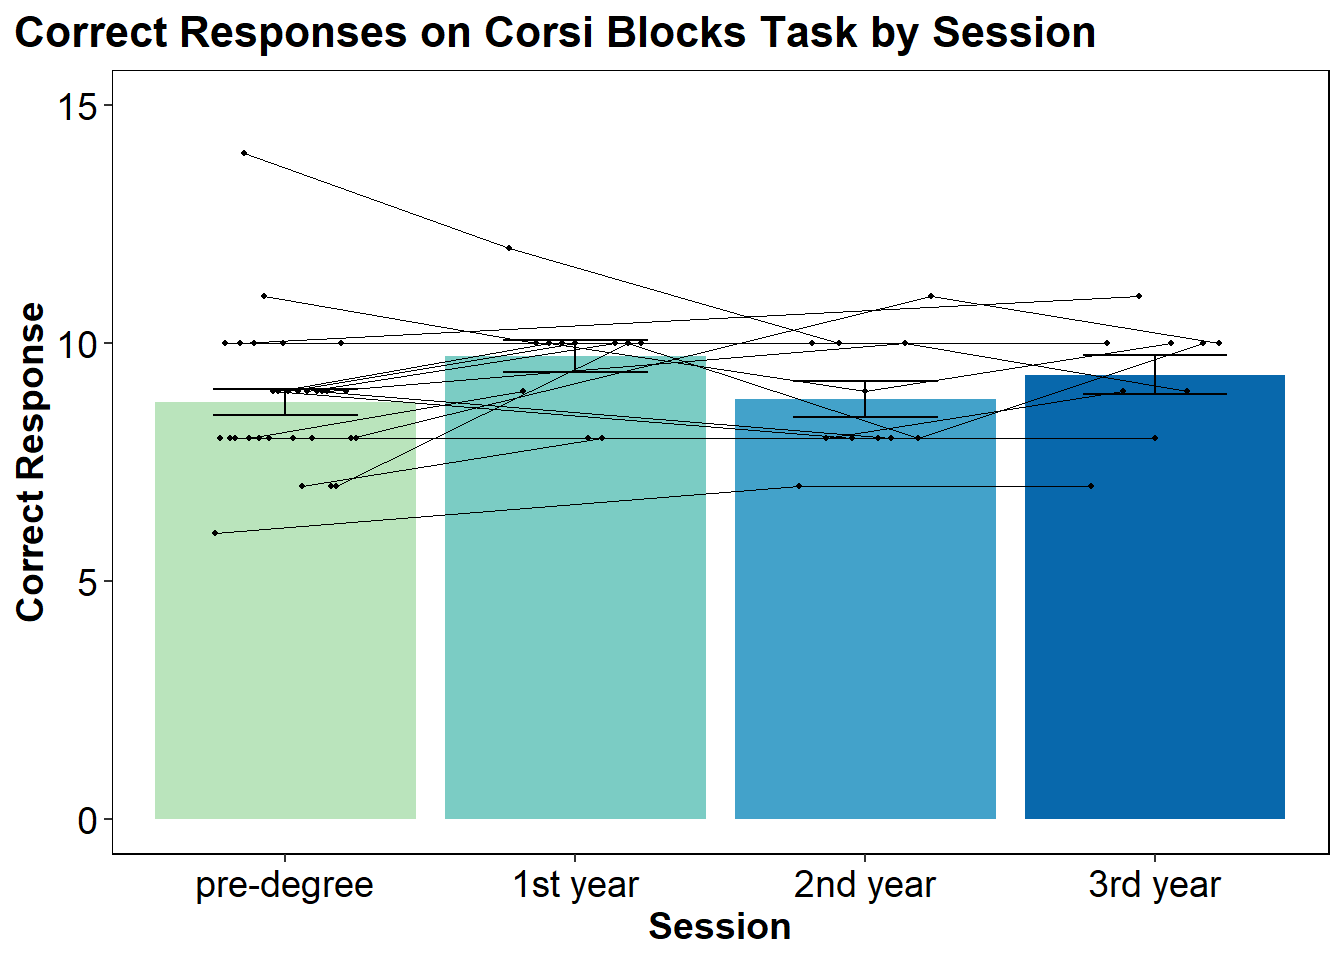 Correct Responses on Corsi Blocks Task by Session
Correct Response
15
10
5
0
pre-degree 1st year 2nd year 3rd year
Session